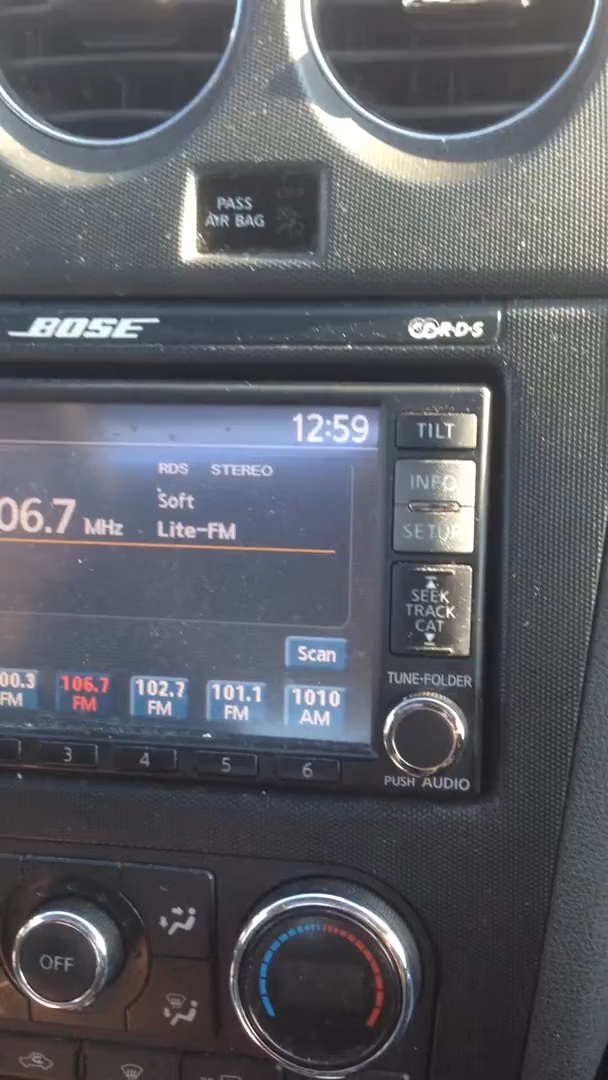 PASS
AIR BAG
BOSE
R·D·S
12:59
TILT
RDS STEREO
Soft
06.7 MHz
Lite-FM
INFO
SETUP
SEEK
TRACK
CAT
Scan
TUNE·FOLDER
00.3
FM
106.7
FM
102.7
FM
101.1
FM
1010
AM
3 4 5 6
PUSH AUDIO
OFF